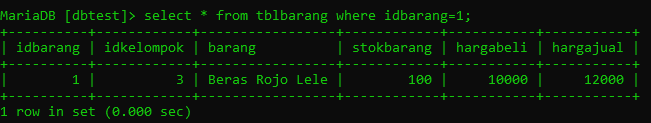 MariaDB [dbtest]> select * from tblbarang where idbarang=1;
+----------+------------+-----------------+------------+-----------+-----------+
| idbarang | idkelompok | barang          | stokbarang | hargabeli | hargajual |
+----------+------------+-----------------+------------+-----------+-----------+
|        1 |          3 | Beras Rojo Lele |        100 |     10000 |     12000 |
+----------+------------+-----------------+------------+-----------+-----------+
1 row in set (0.000 sec)